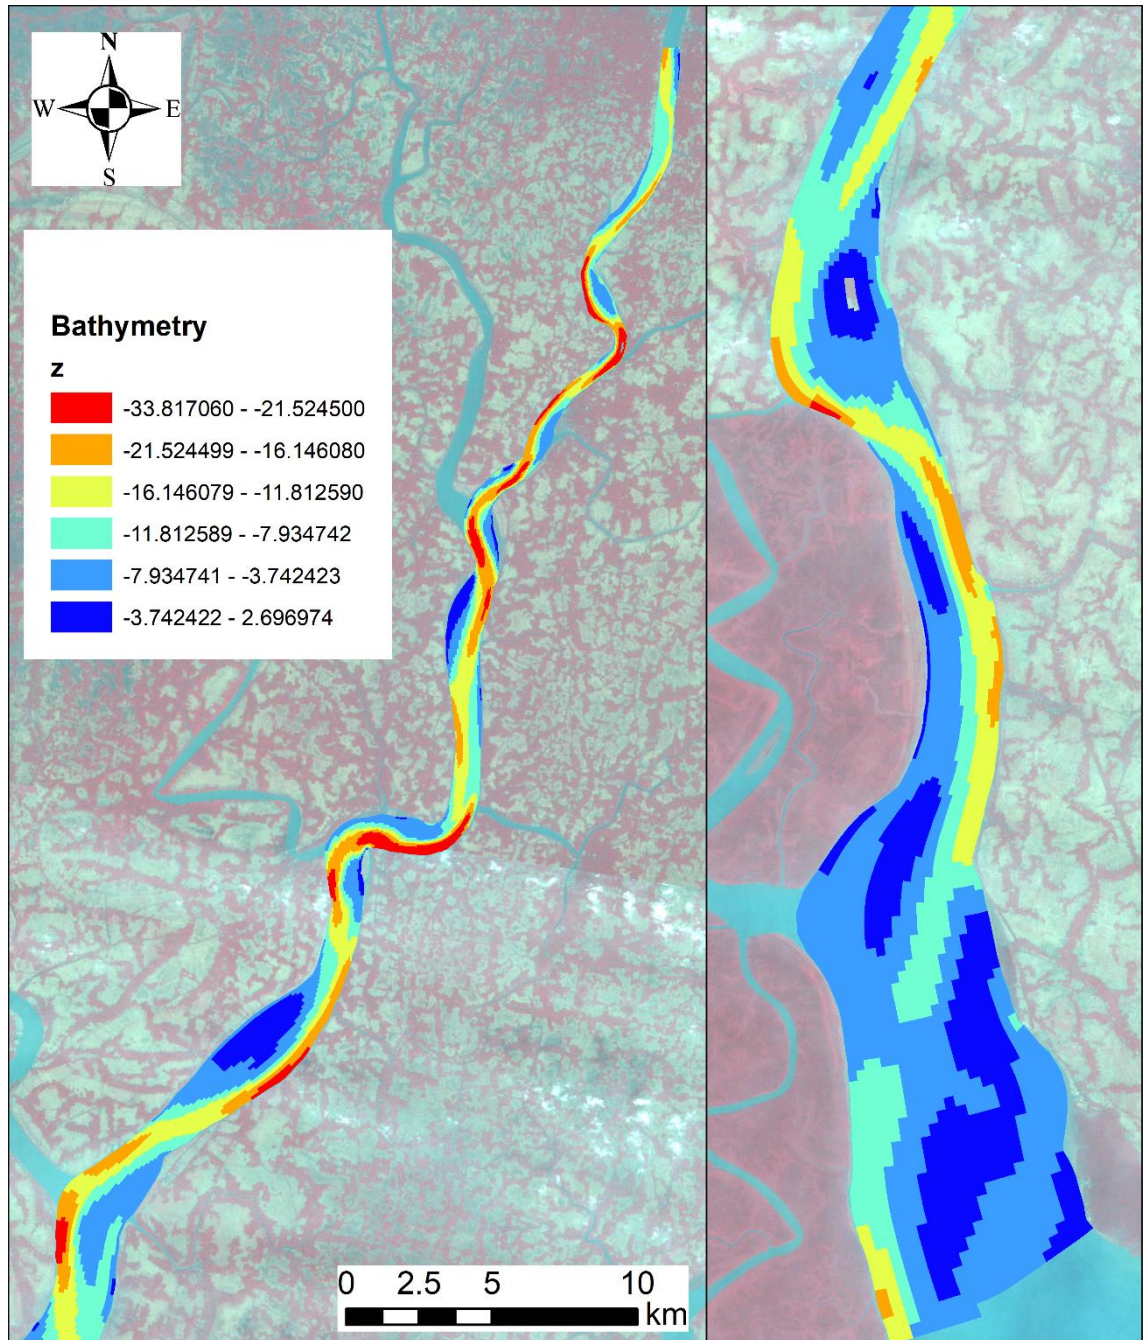 N
W E
S
Bathymetry
z
-33.817060 - -21.524500
-21.524499 - -16.146080
-16.146079 - -11.812590
-11.812589 - -7.934742
-7.934741 - -3.742423
-3.742422 - 2.696974
0 2.5 5 10
km